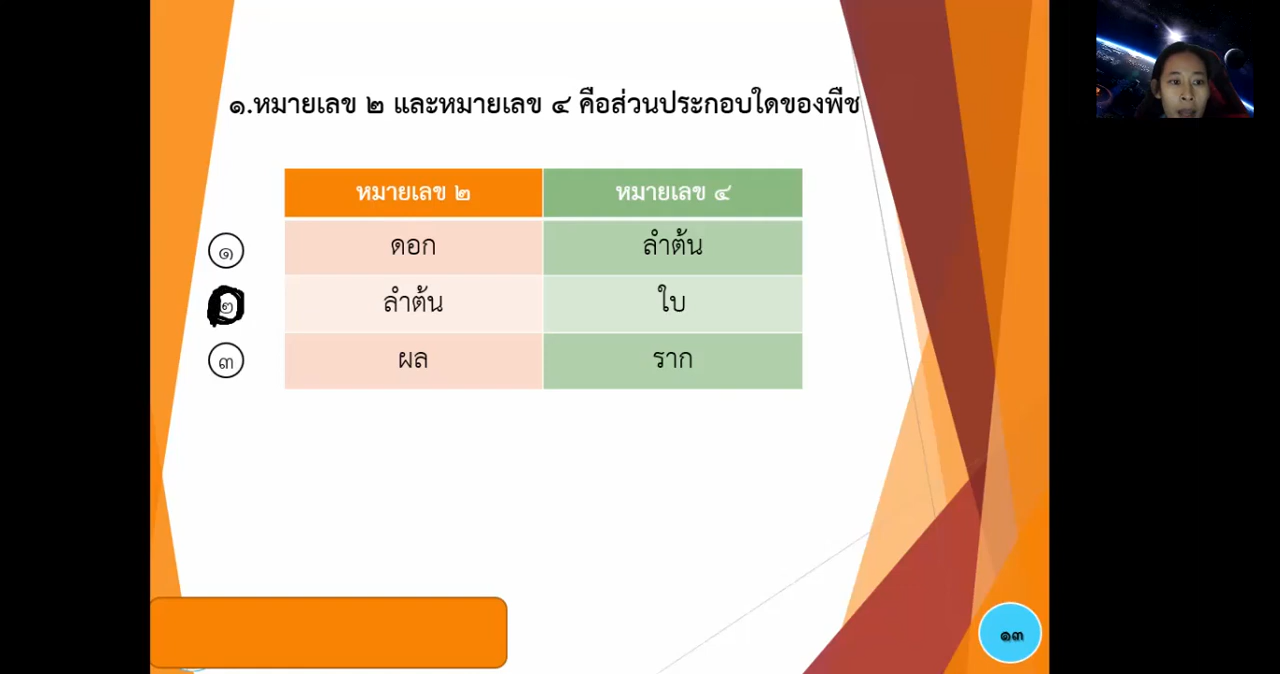 ๑.หมายเลข ๒ และหมายเลข ๔ คือส่วนประกอบใดของพืช
หมายเลข ๒ หมายเลข ๔
๑ ดอก ลำต้น
๒ ลำต้น ใบ
๓ ผล ราก
๑๓